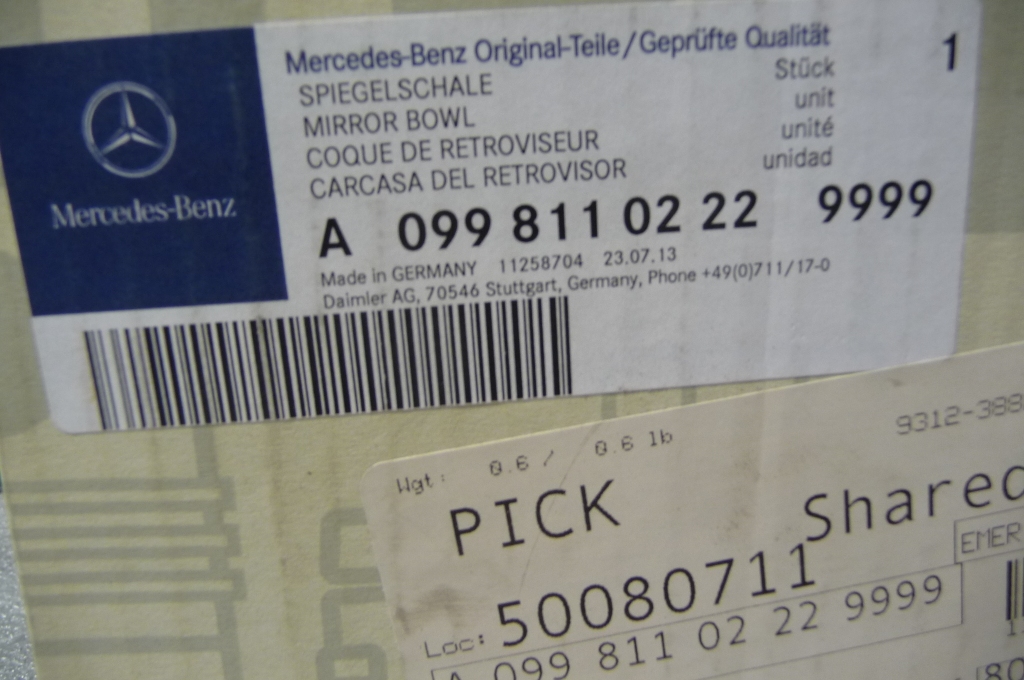 Mercedes-Benz
Mercedes-Benz Original-Teile/Geprüfte Qualität
SPIEGELSCHALE
MIRROR BOWL
COQUE DE RETROVISEUR
CARCASA DEL RETROVISOR
Stück 1
unit
unité
unidad
A 099 811 02 22 9999
Made in GERMANY 11258704 23.07.13
Daimler AG, 70546 Stuttgart, Germany, Phone +49(0)711/17-0
Wgt: 0.6 / 0.6 lb
9312-388
PICK Shared
EMER
Loc: 50080711
A 099 811 02 22 9999